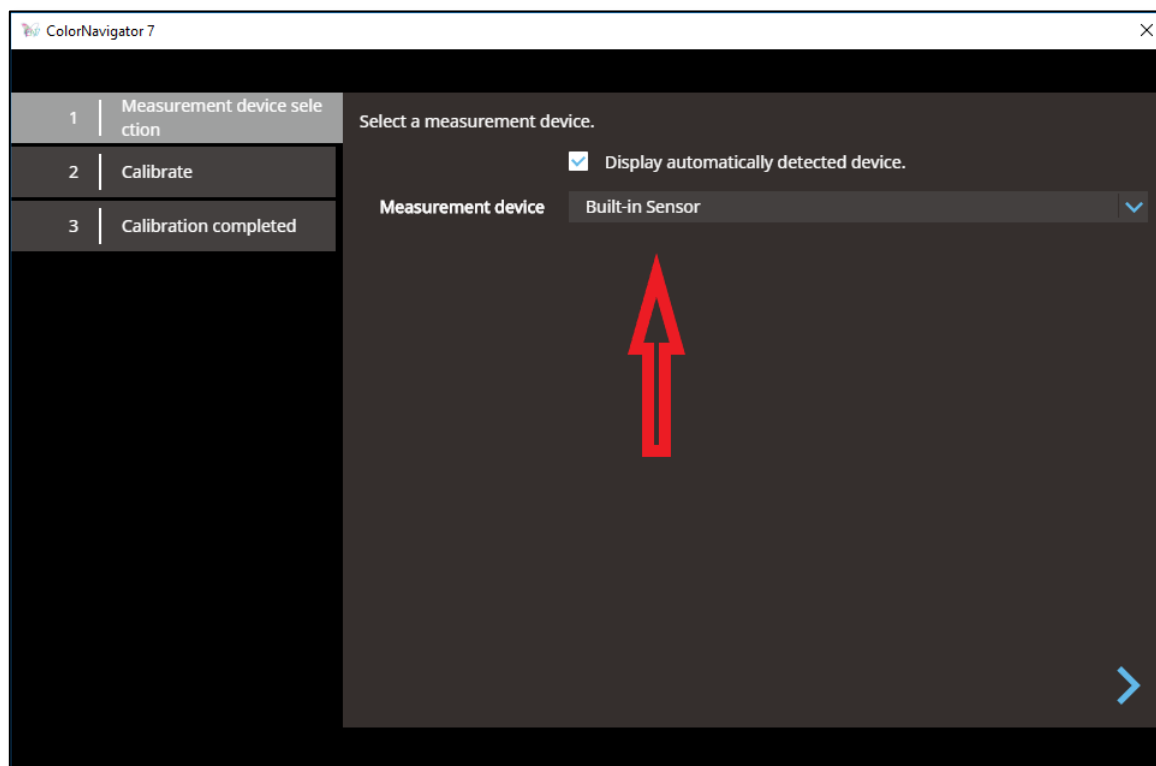 ColorNavigator 7
1 Measurement device sele
ction
2 Calibrate
3 Calibration completed
Select a measurement device.
Display automatically detected device.
Measurement device Built-in Sensor